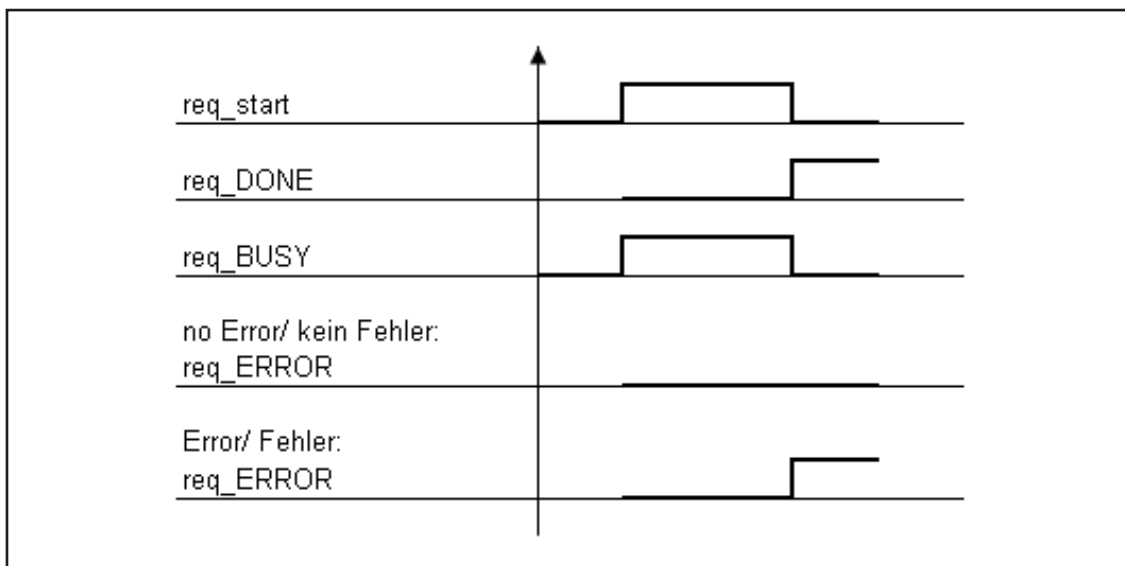 req_start
req_DONE
req_BUSY
no Error/ kein Fehler:
req_ERROR
Error/ Fehler:
req_ERROR